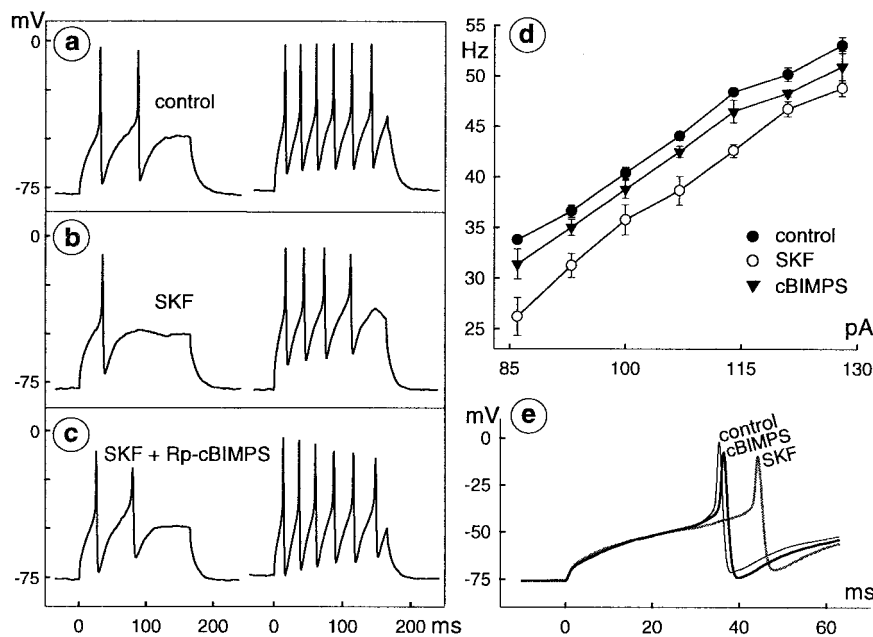 mV
0
a
control
-75
0
b
SKF
-75
0
c
SKF + Rp-cBIMPS
-75
0 100 200 0 100 200 ms
55
Hz
d
50
45
40
35
30
25
control
SKF
cBIMPS
pA
85 100 115 130
mV
e
0
control
cBIMPS
SKF
-25
-50
-75
ms
0 20 40 60